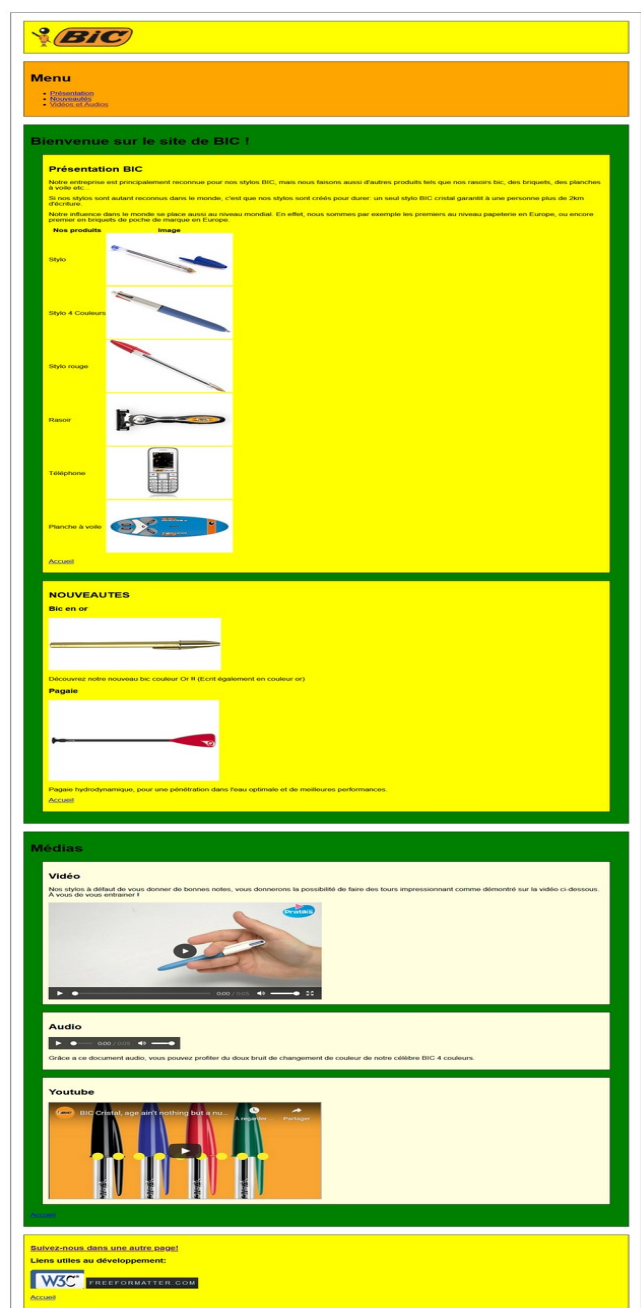 BiC
Menu
Présentation
Nouveautés
Vidéos et Audios
Bienvenue sur le site de BIC !
Présentation BIC
Notre entreprise est principalement reconnue pour nos stylos BIC, mais nous faisons aussi d'autres produits tels que nos rasoirs bic, des briquets, des planches
à voile etc...
Si nos stylos sont autant reconnus dans le monde, c'est que nos stylos sont créés pour durer: un seul stylo BIC cristal garantit à une personne plus de 2km
d'écriture.
Notre influence dans le monde se place aussi au niveau mondial. En effet, nous sommes par exemple les premiers au niveau papeterie en Europe, ou encore
premier en briquets de poche de marque en Europe.
Nos produits Image
Stylo
Stylo 4 Couleurs
Stylo rouge
Rasoir
Téléphone
Planche à voile
Accueil
NOUVEAUTES
Bic en or
Découvrez notre nouveau bic couleur Or !! (Ecrit également en couleur or)
Pagaie
Pagaie hydrodynamique, pour une pénétration dans l'eau optimale et de meilleures performances.
Accueil
Médias
Vidéo
Nos stylos à défaut de vous donner de bonnes notes, vous donnerons la possibilité de faire des tours impressionnant comme démontré sur la vidéo ci-dessous.
A vous de vous entrainer !
Pratiks
0:00 / 0:05
Audio
0:00 / 0:05
Grâce a ce document audio, vous pouvez profiter du doux bruit de changement de couleur de notre célèbre BIC 4 couleurs.
Youtube
BIC Cristal, age ain't nothing but a nu...
À regarder ... Partager
Accueil
Suivez-nous dans une autre page!
Liens utiles au développement:
W3C FREEFORMATTER.COM
Accueil